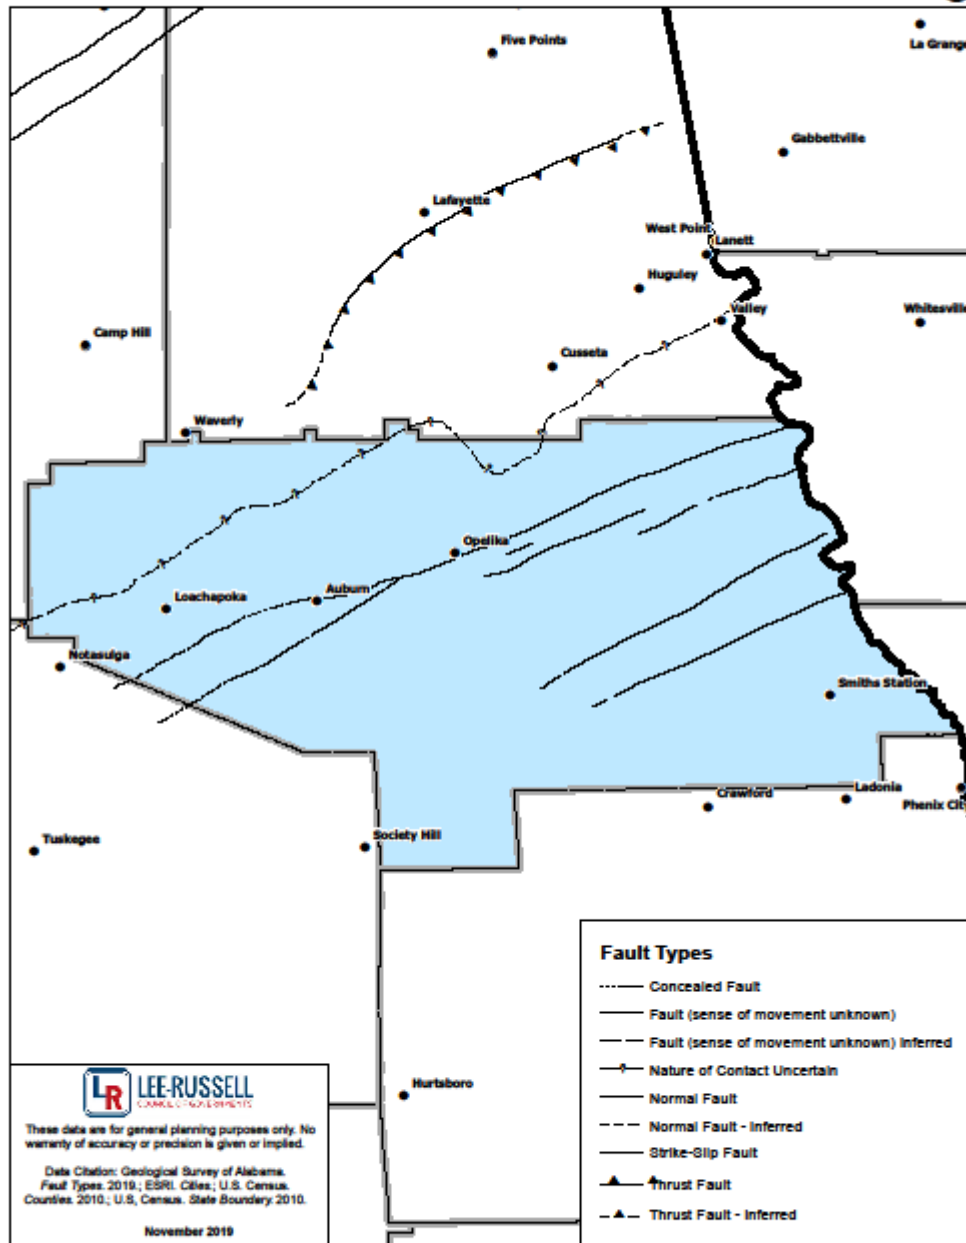 Five Points
La Grange
Gabbettville
Lafayette
West Point
Lanett
Huguley
Valley
Whitesville
Camp Hill
Cusseta
Waverly
Opelika
Auburn
Loachapoka
Notasulga
Smiths Station
Crawford
Ladonia
Phenix City
Tuskegee
Society Hill
Hurtsboro
Fault Types
Concealed Fault
Fault (sense of movement unknown)
Fault (sense of movement unknown) Inferred
Nature of Contact Uncertain
Normal Fault
Normal Fault - Inferred
Strike-Slip Fault
Thrust Fault
Thrust Fault - Inferred
LR LEE-RUSSELL
COUNCIL OF GOVERNMENTS
These data are for general planning purposes only. No
warranty of accuracy or precision is given or implied.
Data Citation: Geological Survey of Alabama.
Fault Types. 2019.; ESRI. Cities.; U.S. Census.
Counties. 2010.; U.S, Census. State Boundary. 2010.
November 2019